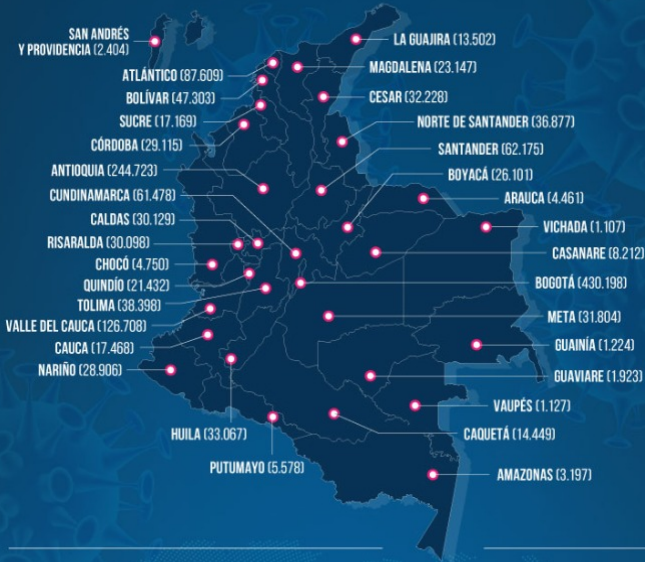 SAN ANDRÉS
Y PROVIDENCIA (2.404)
ATLÁNTICO (87.609)
BOLÍVAR (47.303)
SUCRE (17.169)
CÓRDOBA (29.115)
ANTIOQUIA (244.723)
CUNDINAMARCA (61.478)
CALDAS (30.129)
RISARALDA (30.098)
CHOCÓ (4.750)
QUINDÍO (21.432)
TOLIMA (38.398)
VALLE DEL CAUCA (126.708)
CAUCA (17.468)
NARIÑO (28.906)
HUILA (33.067)
PUTUMAYO (5.578)
LA GUAJIRA (13.502)
MAGDALENA (23.147)
CESAR (32.228)
NORTE DE SANTANDER (36.877)
SANTANDER (62.175)
BOYACÁ (26.101)
ARAUCA (4.461)
VICHADA (1.107)
CASANARE (8.212)
BOGOTÁ (430.198)
META (31.804)
GUAINÍA (1.224)
GUAVIARE (1.923)
VAUPÉS (1.127)
CAQUETÁ (14.449)
AMAZONAS (3.197)